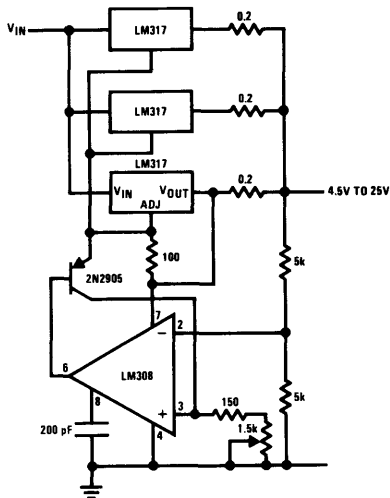 LM317
0.2
VIN
LM317
0.2
LM317
VIN
VOUT
ADJ
0.2
4.5V TO 25V
100
5k
2N2905
7
2
6
LM308
8
3
4
150
1.5k
5k
200 pF
−
+